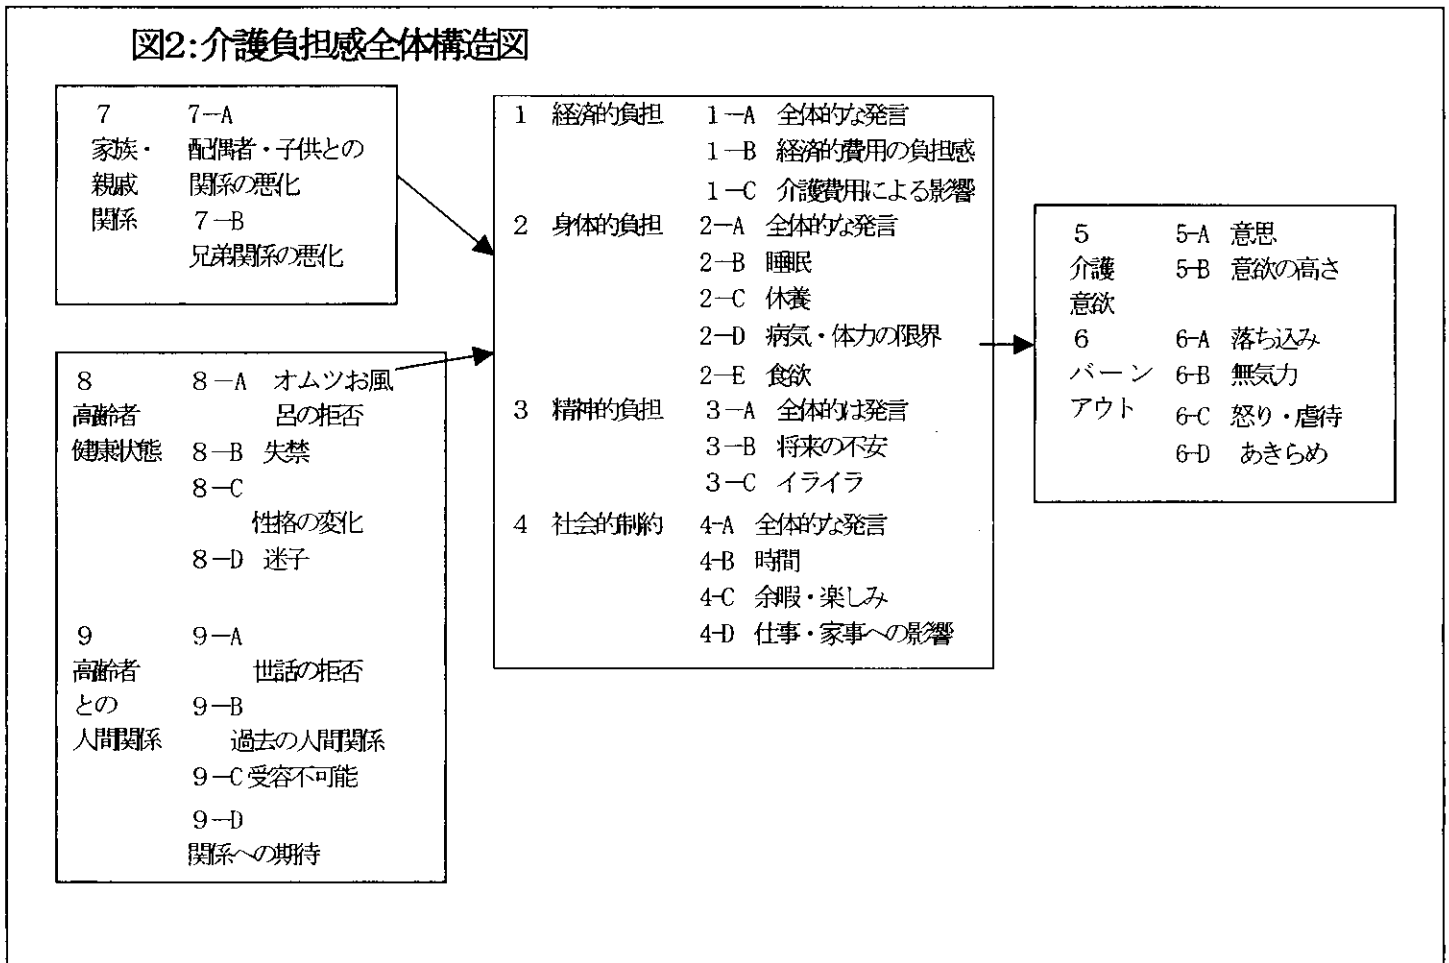 図2:介護負担感全体構造図
7 7-A
家族・ 配偶者・子供との
親戚 関係の悪化
関係 7-B
兄弟関係の悪化
8 8-A オムツお風
高齢者 呂の拒否
健康状態 8-B 失禁
8-C
性格の変化
8-D 迷子
9 9-A
高齢者 世話の拒否
との 9-B
人間関係 過去の人間関係
9-C 受容不可能
9-D
関係への期待
1 経済的負担 1-A 全体的な発言
1-B 経済的費用の負担感
1-C 介護費用による影響
2 身体的負担 2-A 全体的な発言
2-B 睡眠
2-C 休養
2-D 病気・体力の限界
2-E 食欲
3 精神的負担 3-A 全体的は発言
3-B 将来の不安
3-C イライラ
4 社会的制約 4-A 全体的な発言
4-B 時間
4-C 余暇・楽しみ
4-D 仕事・家事への影響
5 5-A 意思
介護 5-B 意欲の高さ
意欲
6 6-A 落ち込み
バーン 6-B 無気力
アウト 6-C 怒り・虐待
6-D あきらめ